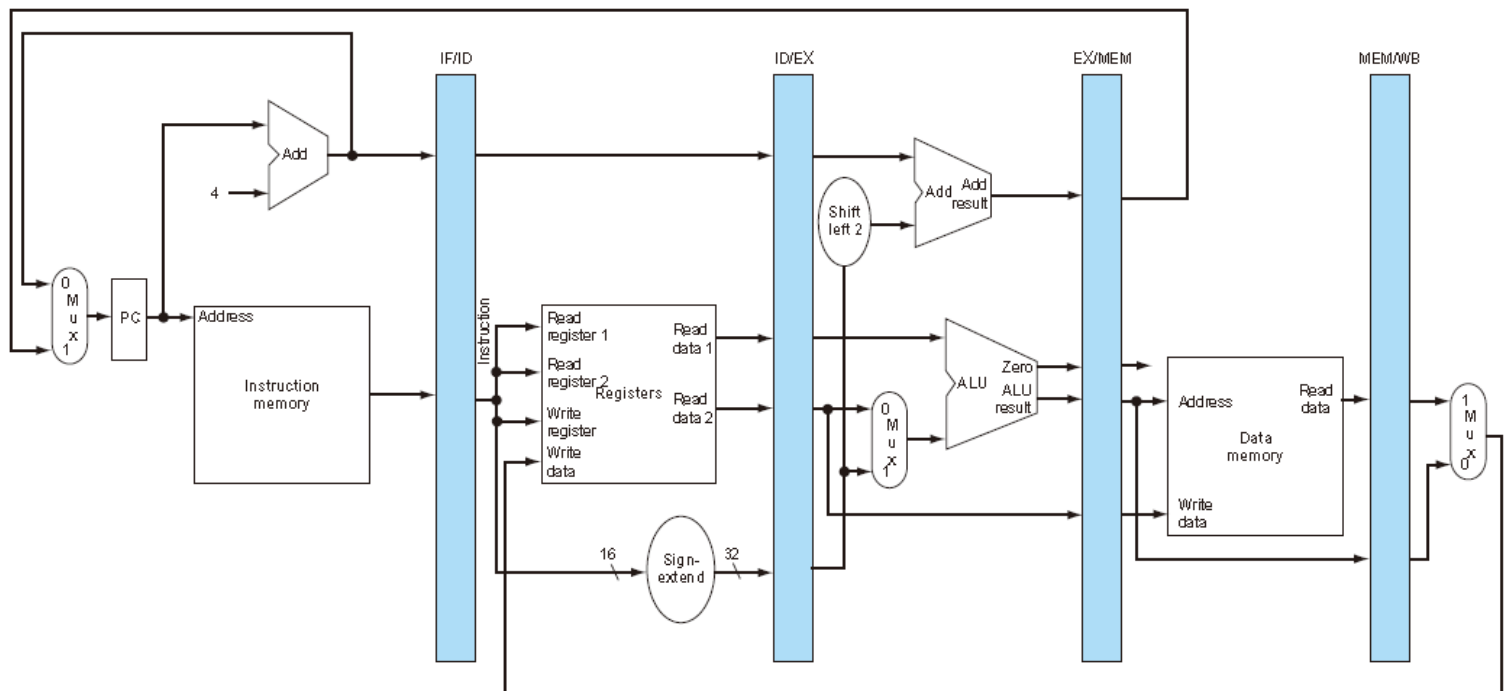 IF/ID
ID/EX
EX/MEM
MEM/WB
Add
4
Add
Add
result
Shift
left 2
0
M
u
x
1
PC
Address
Instruction
memory
Instruction
Read
register 1
Read
register 2
Registers
Write
register
Write
data
Read
data 1
Read
data 2
16
Sign-
extend
32
0
M
u
x
1
ALU
Zero
ALU
result
Address
Read
data
Data
memory
Write
data
1
M
u
x
0